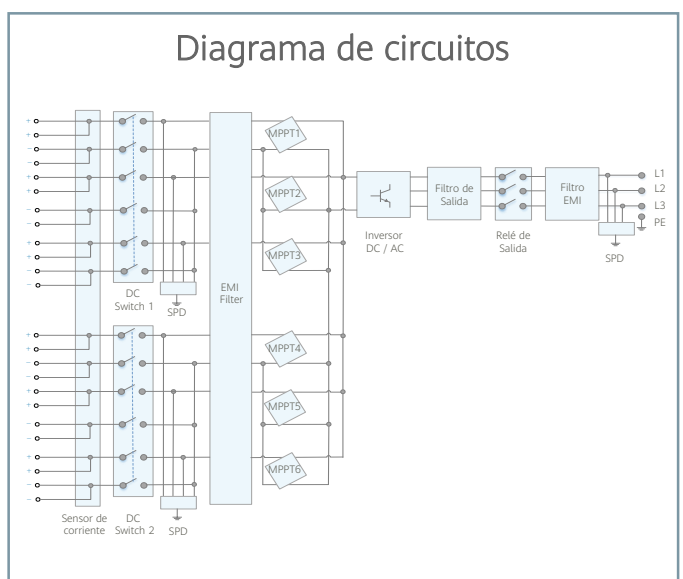 Diagrama de circuitos
+
+
−
−
+
+
−
−
+
+
−
−
DC
Switch 1
SPD
EMI
Filter
MPPT1
MPPT2
MPPT3
Inversor
DC / AC
Filtro de
Salida
Relé de
Salida
Filtro
EMI
L1
L2
L3
PE
SPD
+
+
−
−
+
+
−
−
+
+
−
−
MPPT4
MPPT5
MPPT6
Sensor de
corriente
DC
Switch 2
SPD